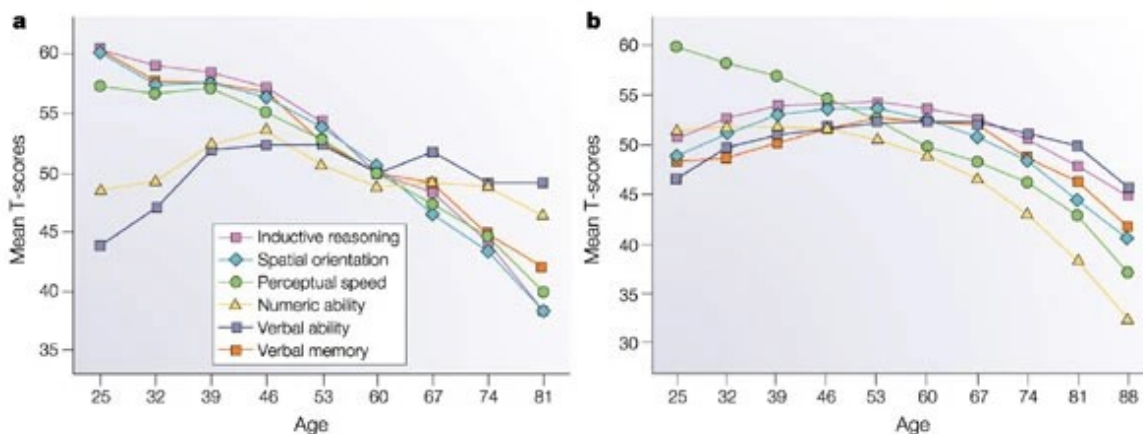 a
60
55
50
45
40
35
Mean T-scores
Inductive reasoning
Spatial orientation
Perceptual speed
Numeric ability
Verbal ability
Verbal memory
25 32 39 46 53 60 67 74 81
Age
b
60
55
50
45
40
35
30
Mean T-scores
25 32 39 46 53 60 67 74 81 88
Age